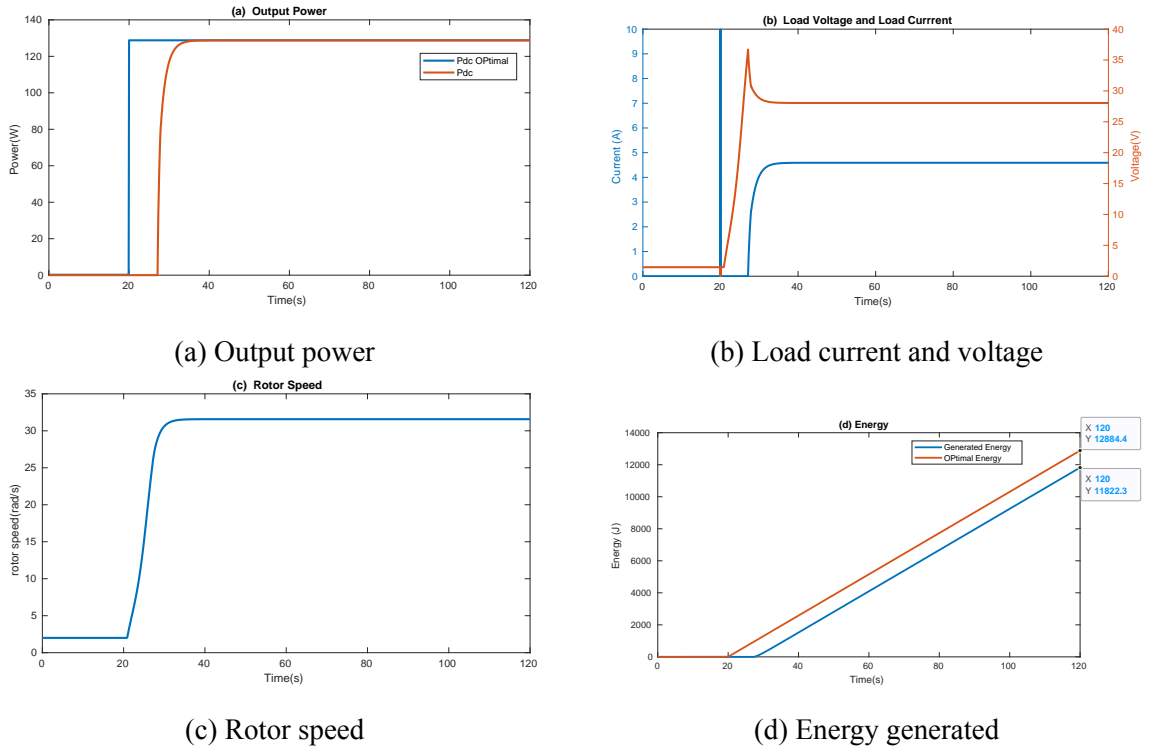 (a) Output Power
140
120
100
80
60
40
20
0
Power(W)
Pdc OPtimal
Pdc
0 20 40 60 80 100 120
Time(s)
(a) Output power
(b) Load Voltage and Load Currrent
10
9
8
7
6
5
4
3
2
1
0
Current (A)
40
35
30
25
20
15
10
5
0
Voltage(V)
0 20 40 60 80 100 120
Time(s)
(b) Load current and voltage
(c) Rotor Speed
35
30
25
20
15
10
5
0
rotor speed(rad/s)
0 20 40 60 80 100 120
Time(s)
(c) Rotor speed
(d) Energy
14000
12000
10000
8000
6000
4000
2000
0
Energy (J)
Generated Energy
OPtimal Energy
X 120
Y 12884.4
X 120
Y 11822.3
0 20 40 60 80 100 120
Time(s)
(d) Energy generated